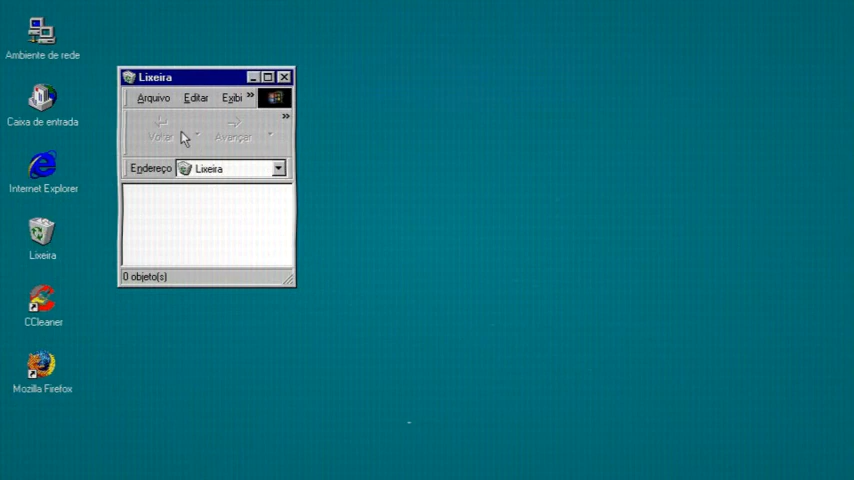 Ambiente de rede
Caixa de entrada
Internet Explorer
Lixeira
CCleaner
Mozilla Firefox
Lixeira
Arquivo Editar Exibi »
Voltar Avançar »
Endereço Lixeira
0 objeto(s)